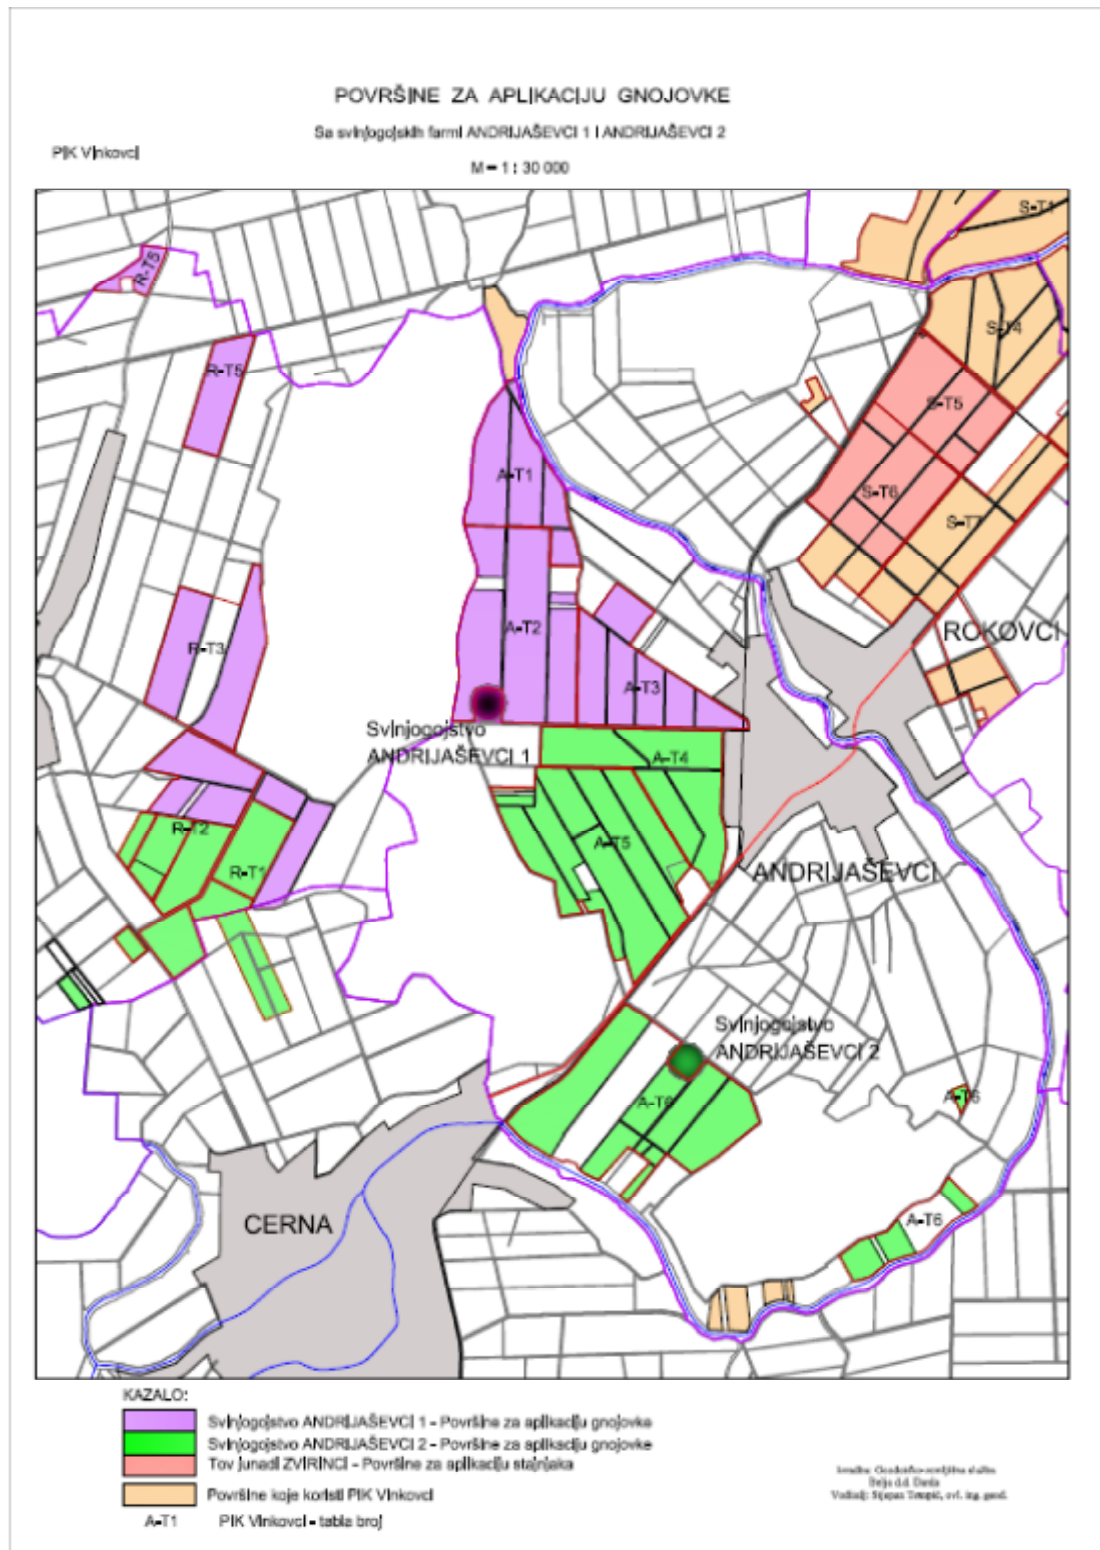 POVRŠINE ZA APLIKACIJU GNOJOVKE
Sa svinjogojskih farmi ANDRIJAŠEVCI 1 I ANDRIJAŠEVCI 2
PIK Vinkovci
M = 1 : 30 000
S-T1
R-T5
S-T4
R-T5
S-T5
A-T1
S-T6
S-T7
A-T2
ROKOVCI
R-T3
A-T3
Svinjogojstvo
ANDRIJAŠEVCI 1
A-T4
R-T2
A-T5
R-T1
ANDRIJAŠEVCI
Svinjogojstvo
ANDRIJAŠEVCI 2
A-T6
A-T6
CERNA
A-T6
KAZALO:
Svinjogojstvo ANDRIJAŠEVCI 1 - Površine za aplikaciju gnojovke
Svinjogojstvo ANDRIJAŠEVCI 2 - Površine za aplikaciju gnojovke
Tov junadi ZVIRINCI - Površine za aplikaciju stajnjaka
Površine koje koristi PIK Vinkovci
A-T1 PIK Vinkovci - tabla broj
Belja d.d. Darda